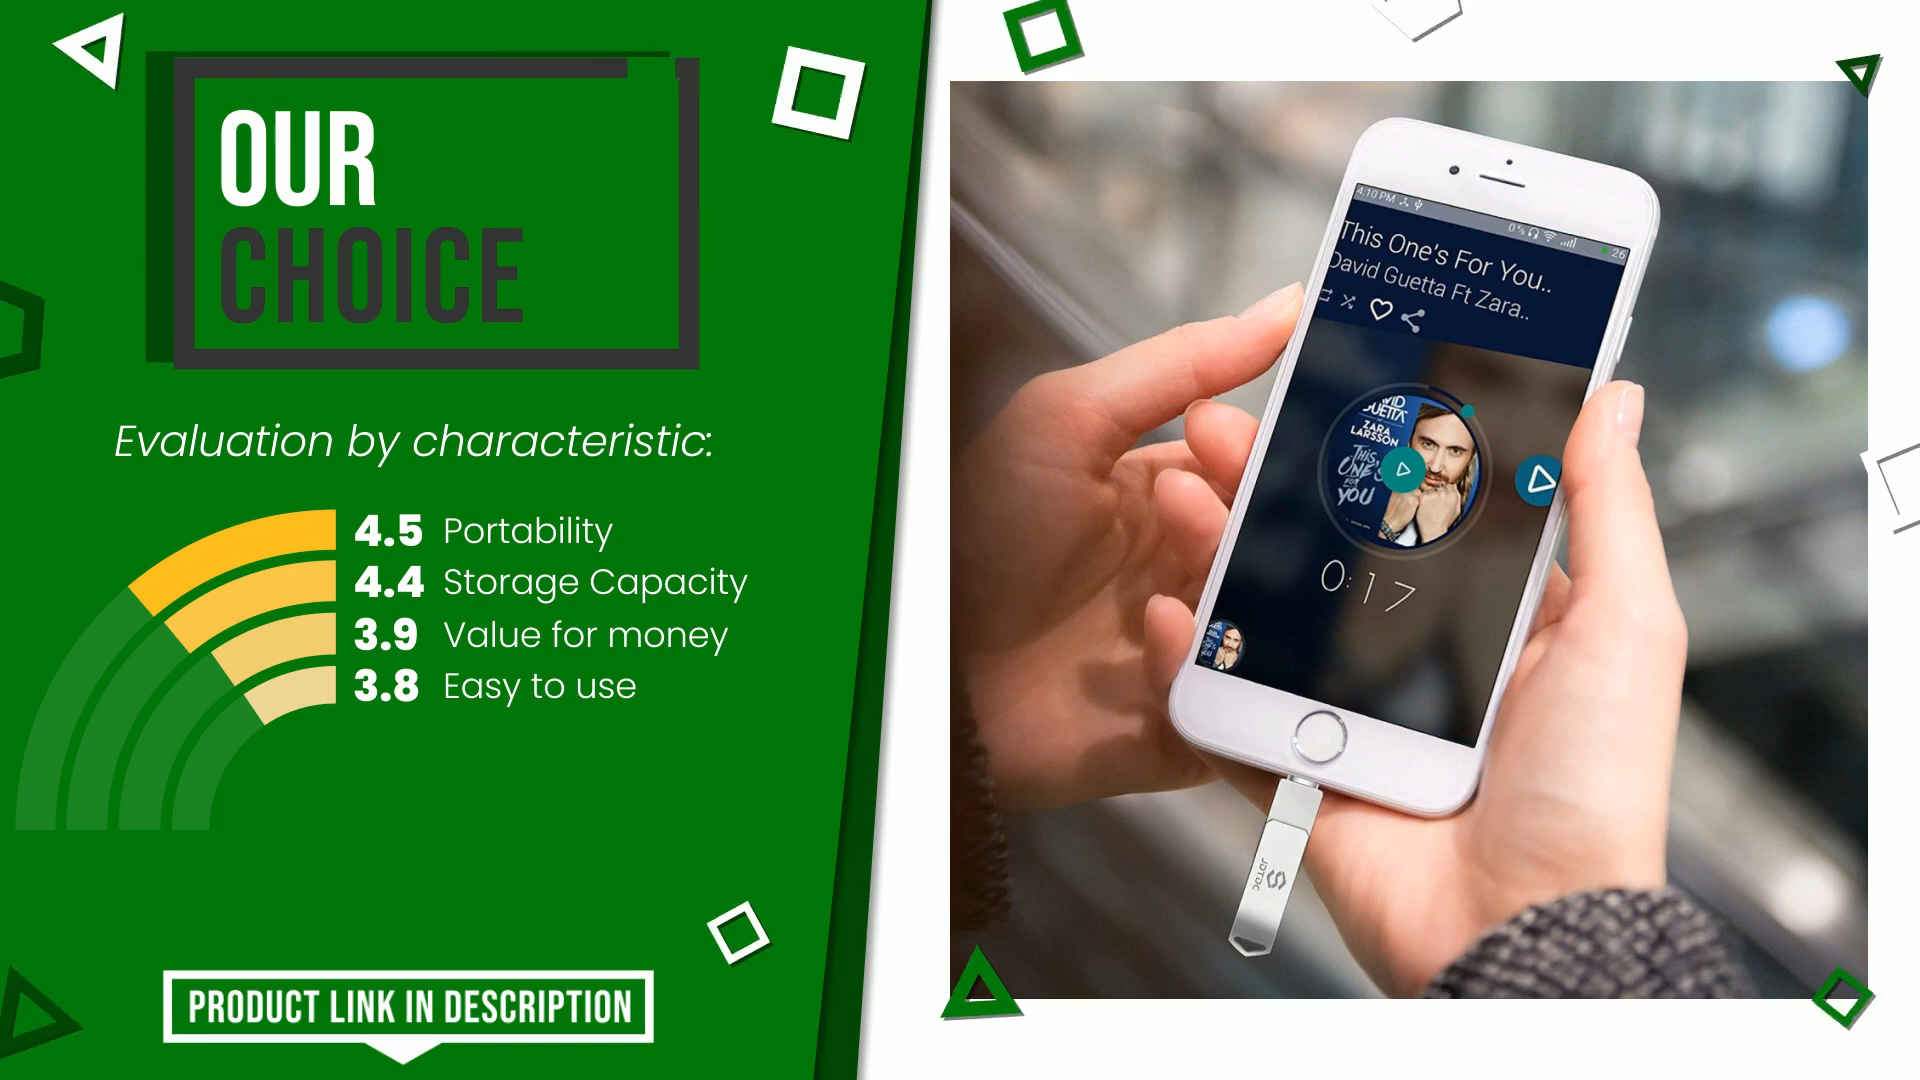 OUR
CHOICE
Evaluation by characteristic:
4.5 Portability
4.4 Storage Capacity
3.9 Value for money
3.8 Easy to use
PRODUCT LINK IN DESCRIPTION
4:10 PM
26
This One's For You..
David Guetta Ft Zara..
GUETTA
ZARA
LARSSON
THIS
ONE'S
FOR
YOU
0:17
JDTDC